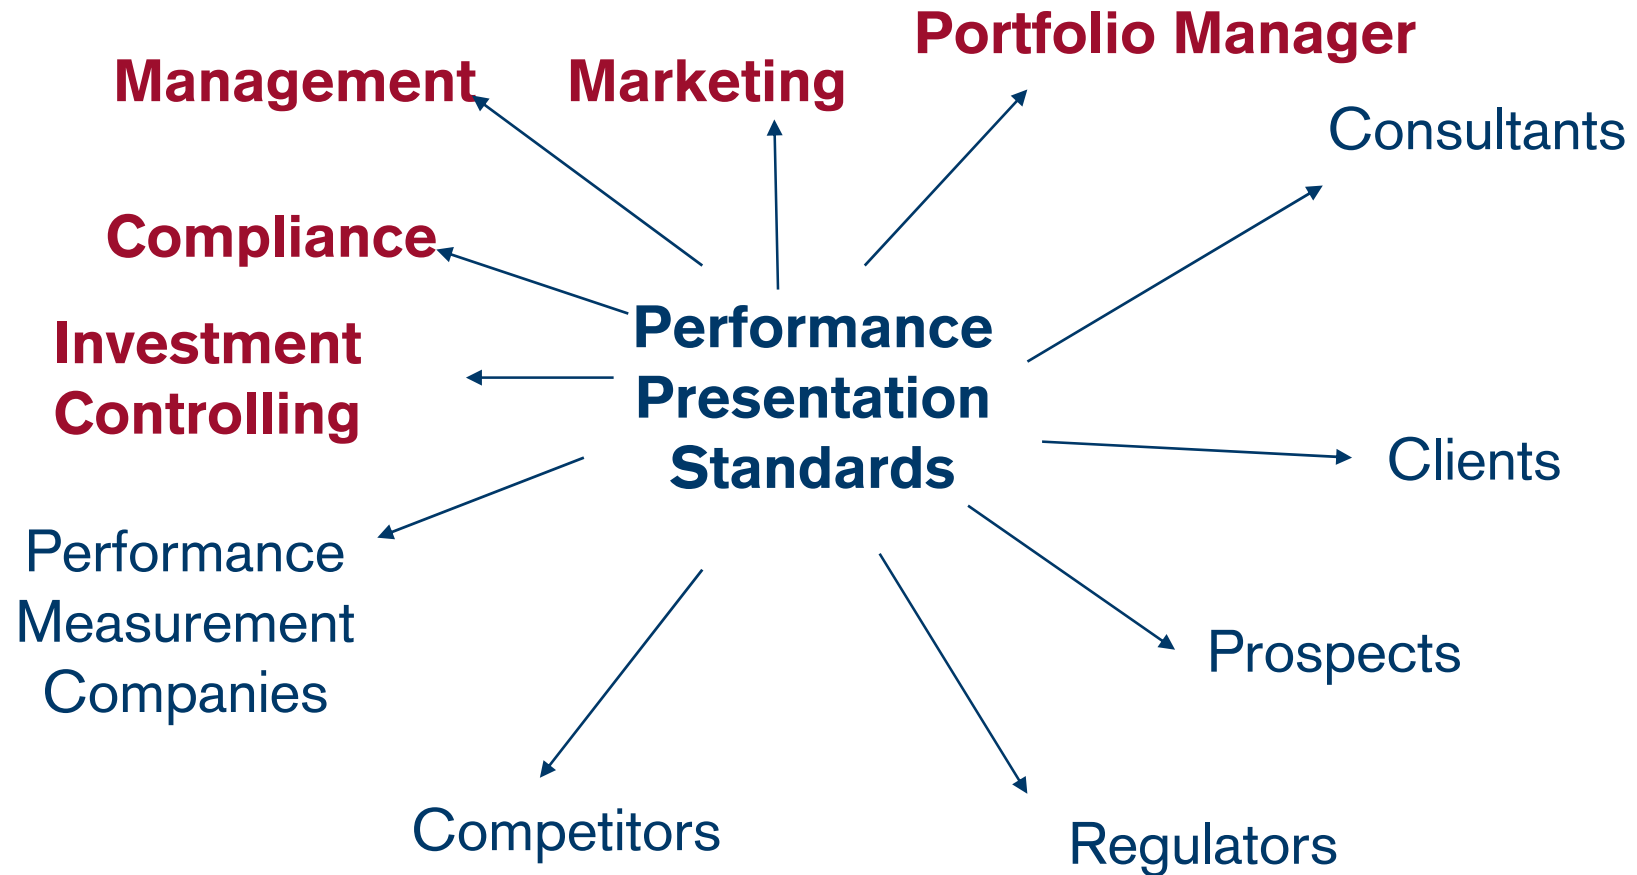 Portfolio Manager
Management
Marketing
Consultants
Compliance
Investment
Controlling
Performance
Presentation
Standards
Clients
Performance
Measurement
Companies
Prospects
Competitors
Regulators